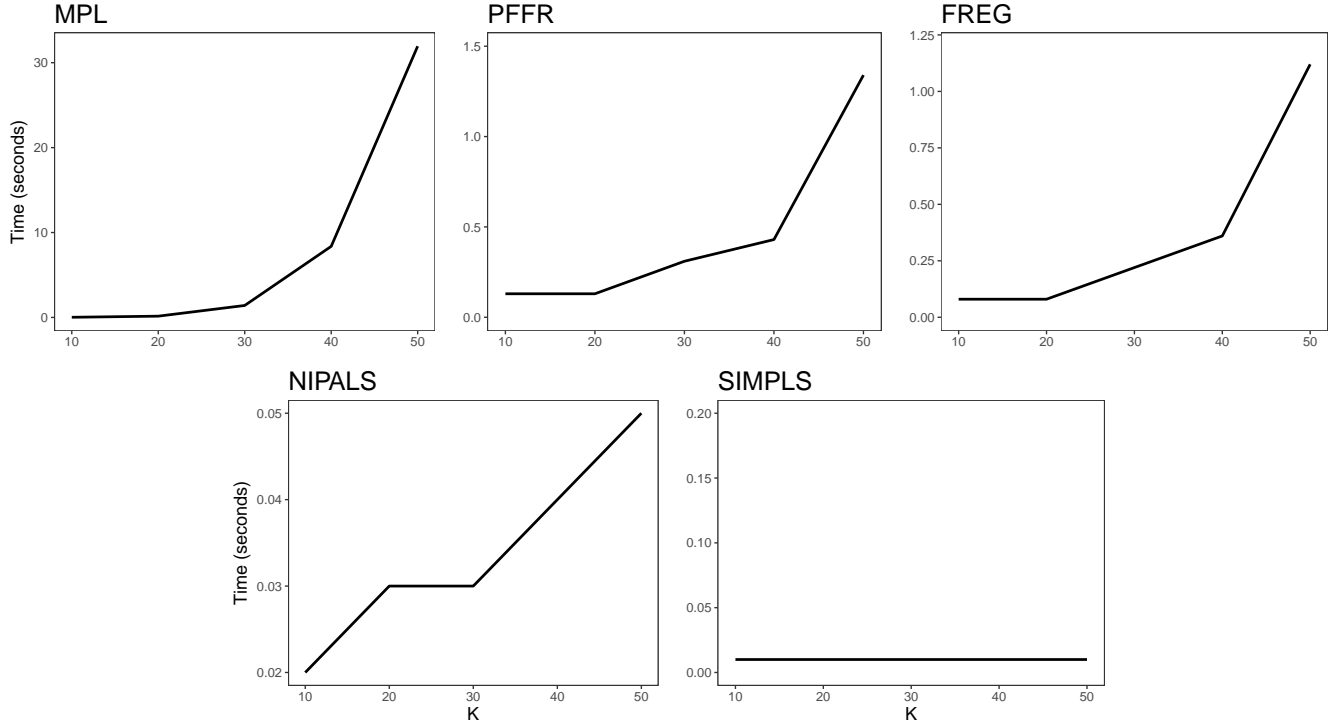 MPL
PFFR
FREG
Time (seconds)
30
20
10
0
10 20 30 40 50
1.5
1.0
0.5
0.0
10 20 30 40 50
1.25
1.00
0.75
0.50
0.25
0.00
10 20 30 40 50
NIPALS
SIMPLS
Time (seconds)
0.05
0.04
0.03
0.02
10 20 30 40 50
K
0.20
0.15
0.10
0.05
0.00
10 20 30 40 50
K